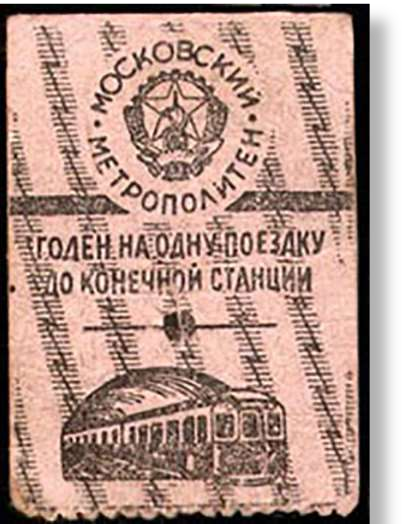 МОСКОВСКИЙ
МЕТРОПОЛИТЕН
ГОДЕН НА ОДНУ ПОЕЗДКУ
ДО КОНЕЧНОЙ СТАНЦИИ